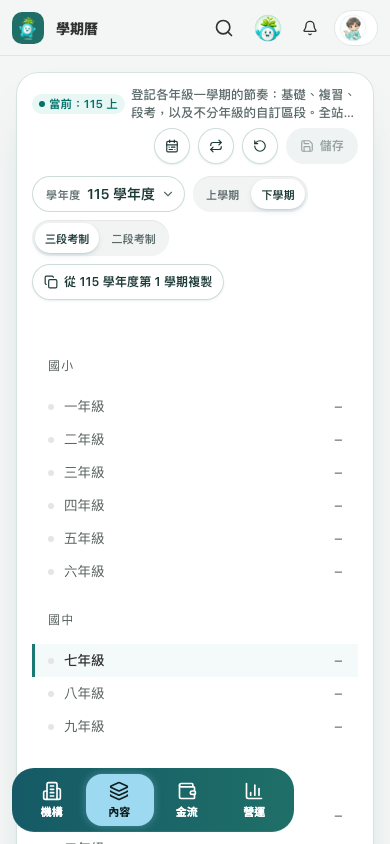 學期曆
當前：115 上
登記各年級一學期的節奏：基礎、複習、
段考，以及不分年級的自訂區段。全站...
儲存
學年度 115 學年度
上學期 下學期
三段考制 二段考制
從 115 學年度第 1 學期複製
國小
一年級 –
二年級 –
三年級 –
四年級 –
五年級 –
六年級 –
國中
七年級 –
八年級 –
九年級 –
–
機構 內容 金流 營運